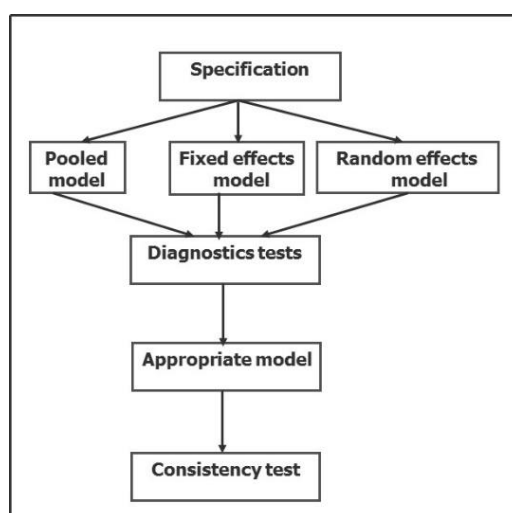 Specification
Pooled
model
Fixed effects
model
Random effects
model
Diagnostics tests
Appropriate model
Consistency test